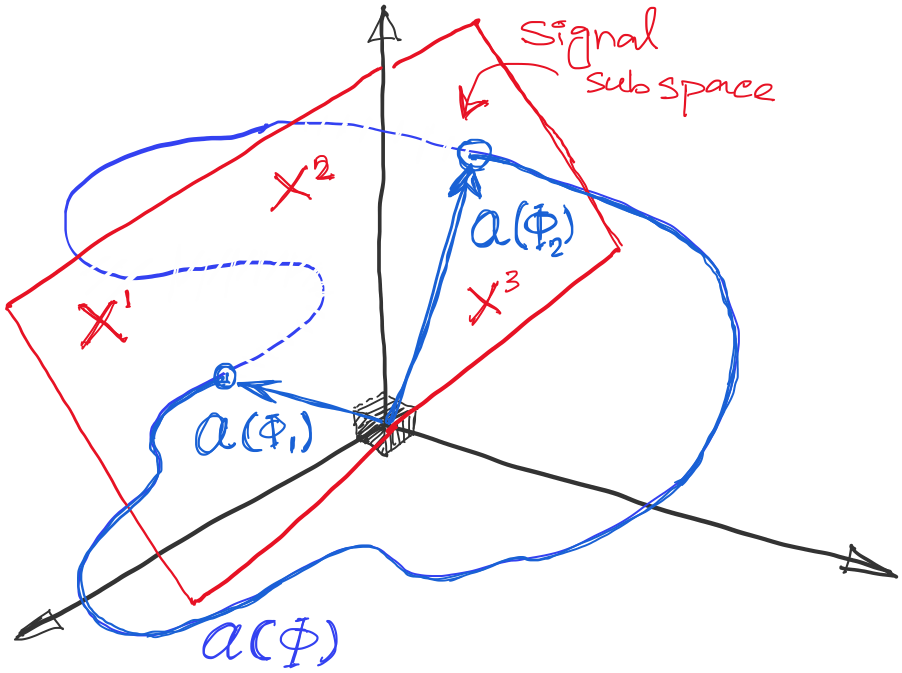 Signal
subspace
X²
a(Φ₂)
X³
X¹
a(Φ₁)
a(ϕ)